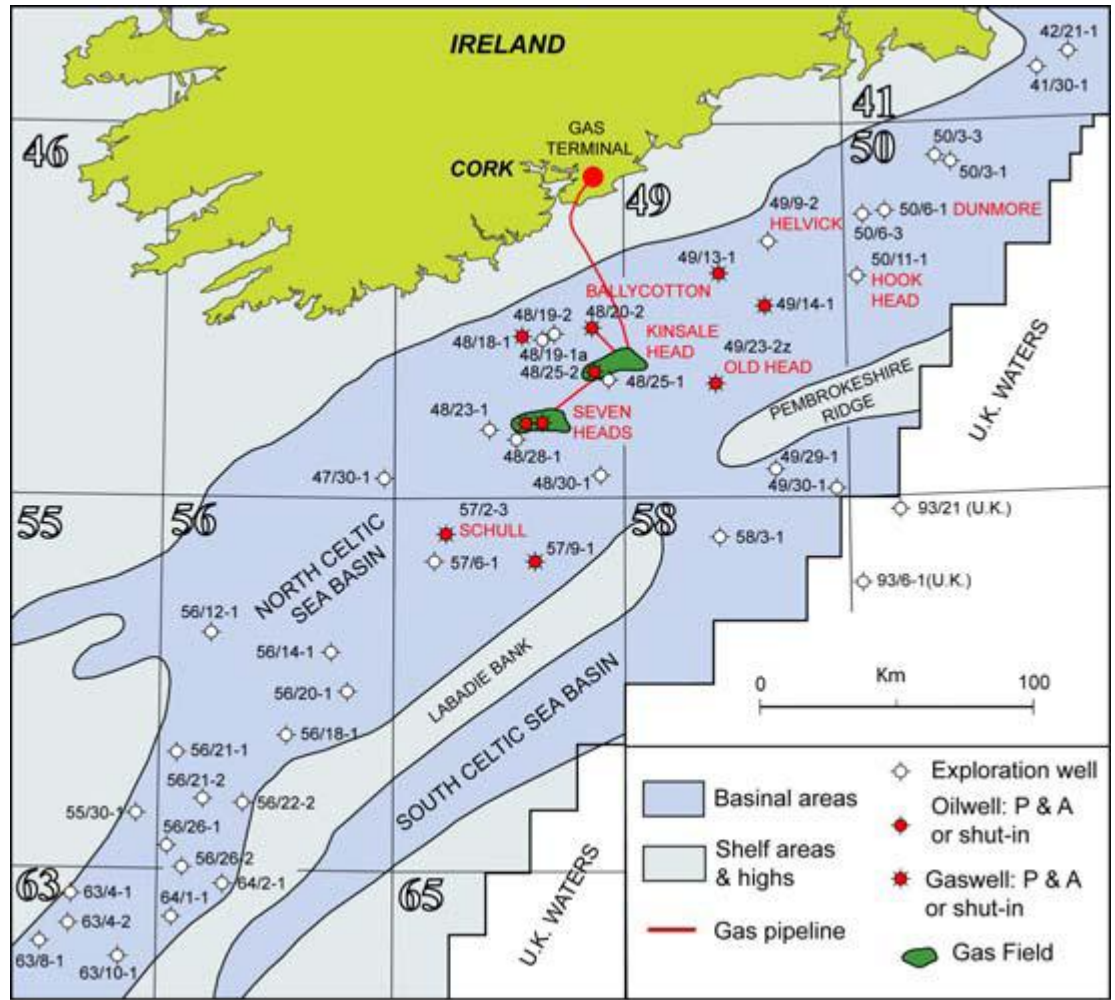 IRELAND
42/21-1
41/30-1
41
46
GAS
TERMINAL
CORK
50
50/3-3
50/3-1
49
49/9-2
HELVICK
50/6-1 DUNMORE
50/6-3
49/13-1
50/11-1
HOOK
HEAD
BALLYCOTTON
48/20-2
49/14-1
48/19-2
48/18-1
48/19-1a
KINSALE
HEAD
49/23-2z
OLD HEAD
48/25-2
48/25-1
U.K. WATERS
PEMBROKESHIRE
RIDGE
48/23-1
SEVEN
HEADS
48/28-1
47/30-1
48/30-1
49/29-1
49/30-1
55
56
57/2-3
SCHULL
58
93/21 (U.K.)
57/6-1
57/9-1
58/3-1
93/6-1(U.K.)
NORTH CELTIC
SEA BASIN
56/12-1
56/14-1
LABADIE BANK
56/20-1
SOUTH CELTIC SEA BASIN
0
Km
100
56/18-1
56/21-1
56/21-2
56/22-2
55/30-1
56/26-1
56/26-2
63
63/4-1
64/2-1
64/1-1
65
63/4-2
63/8-1
63/10-1
U.K. WATERS
Basinal areas
Shelf areas
& highs
Gas pipeline
Exploration well
Oilwell: P & A
or shut-in
Gaswell: P & A
or shut-in
Gas Field